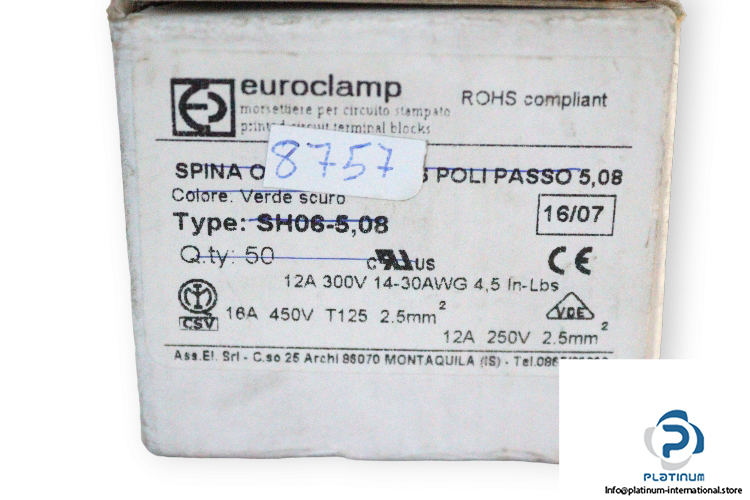 euroclamp
morsettiere per circuito stampato
printed circuit terminal blocks
ROHS compliant
8757
SPINA POLI PASSO 5,08
Colore: Verde scuro
Type: SH06-5,08
16/07
Q.ty: 50
c US
CE
12A 300V 14-30AWG 4,5 In-Lbs
CSV
16A 450V T125 2.5mm²
VDE
12A 250V 2.5mm²
Ass.El. Srl - C.so 25 Archi 86070 MONTAQUILA (IS) - Tel.
PLATINUM
INTERNATIONAL
Info@platinum-international.store